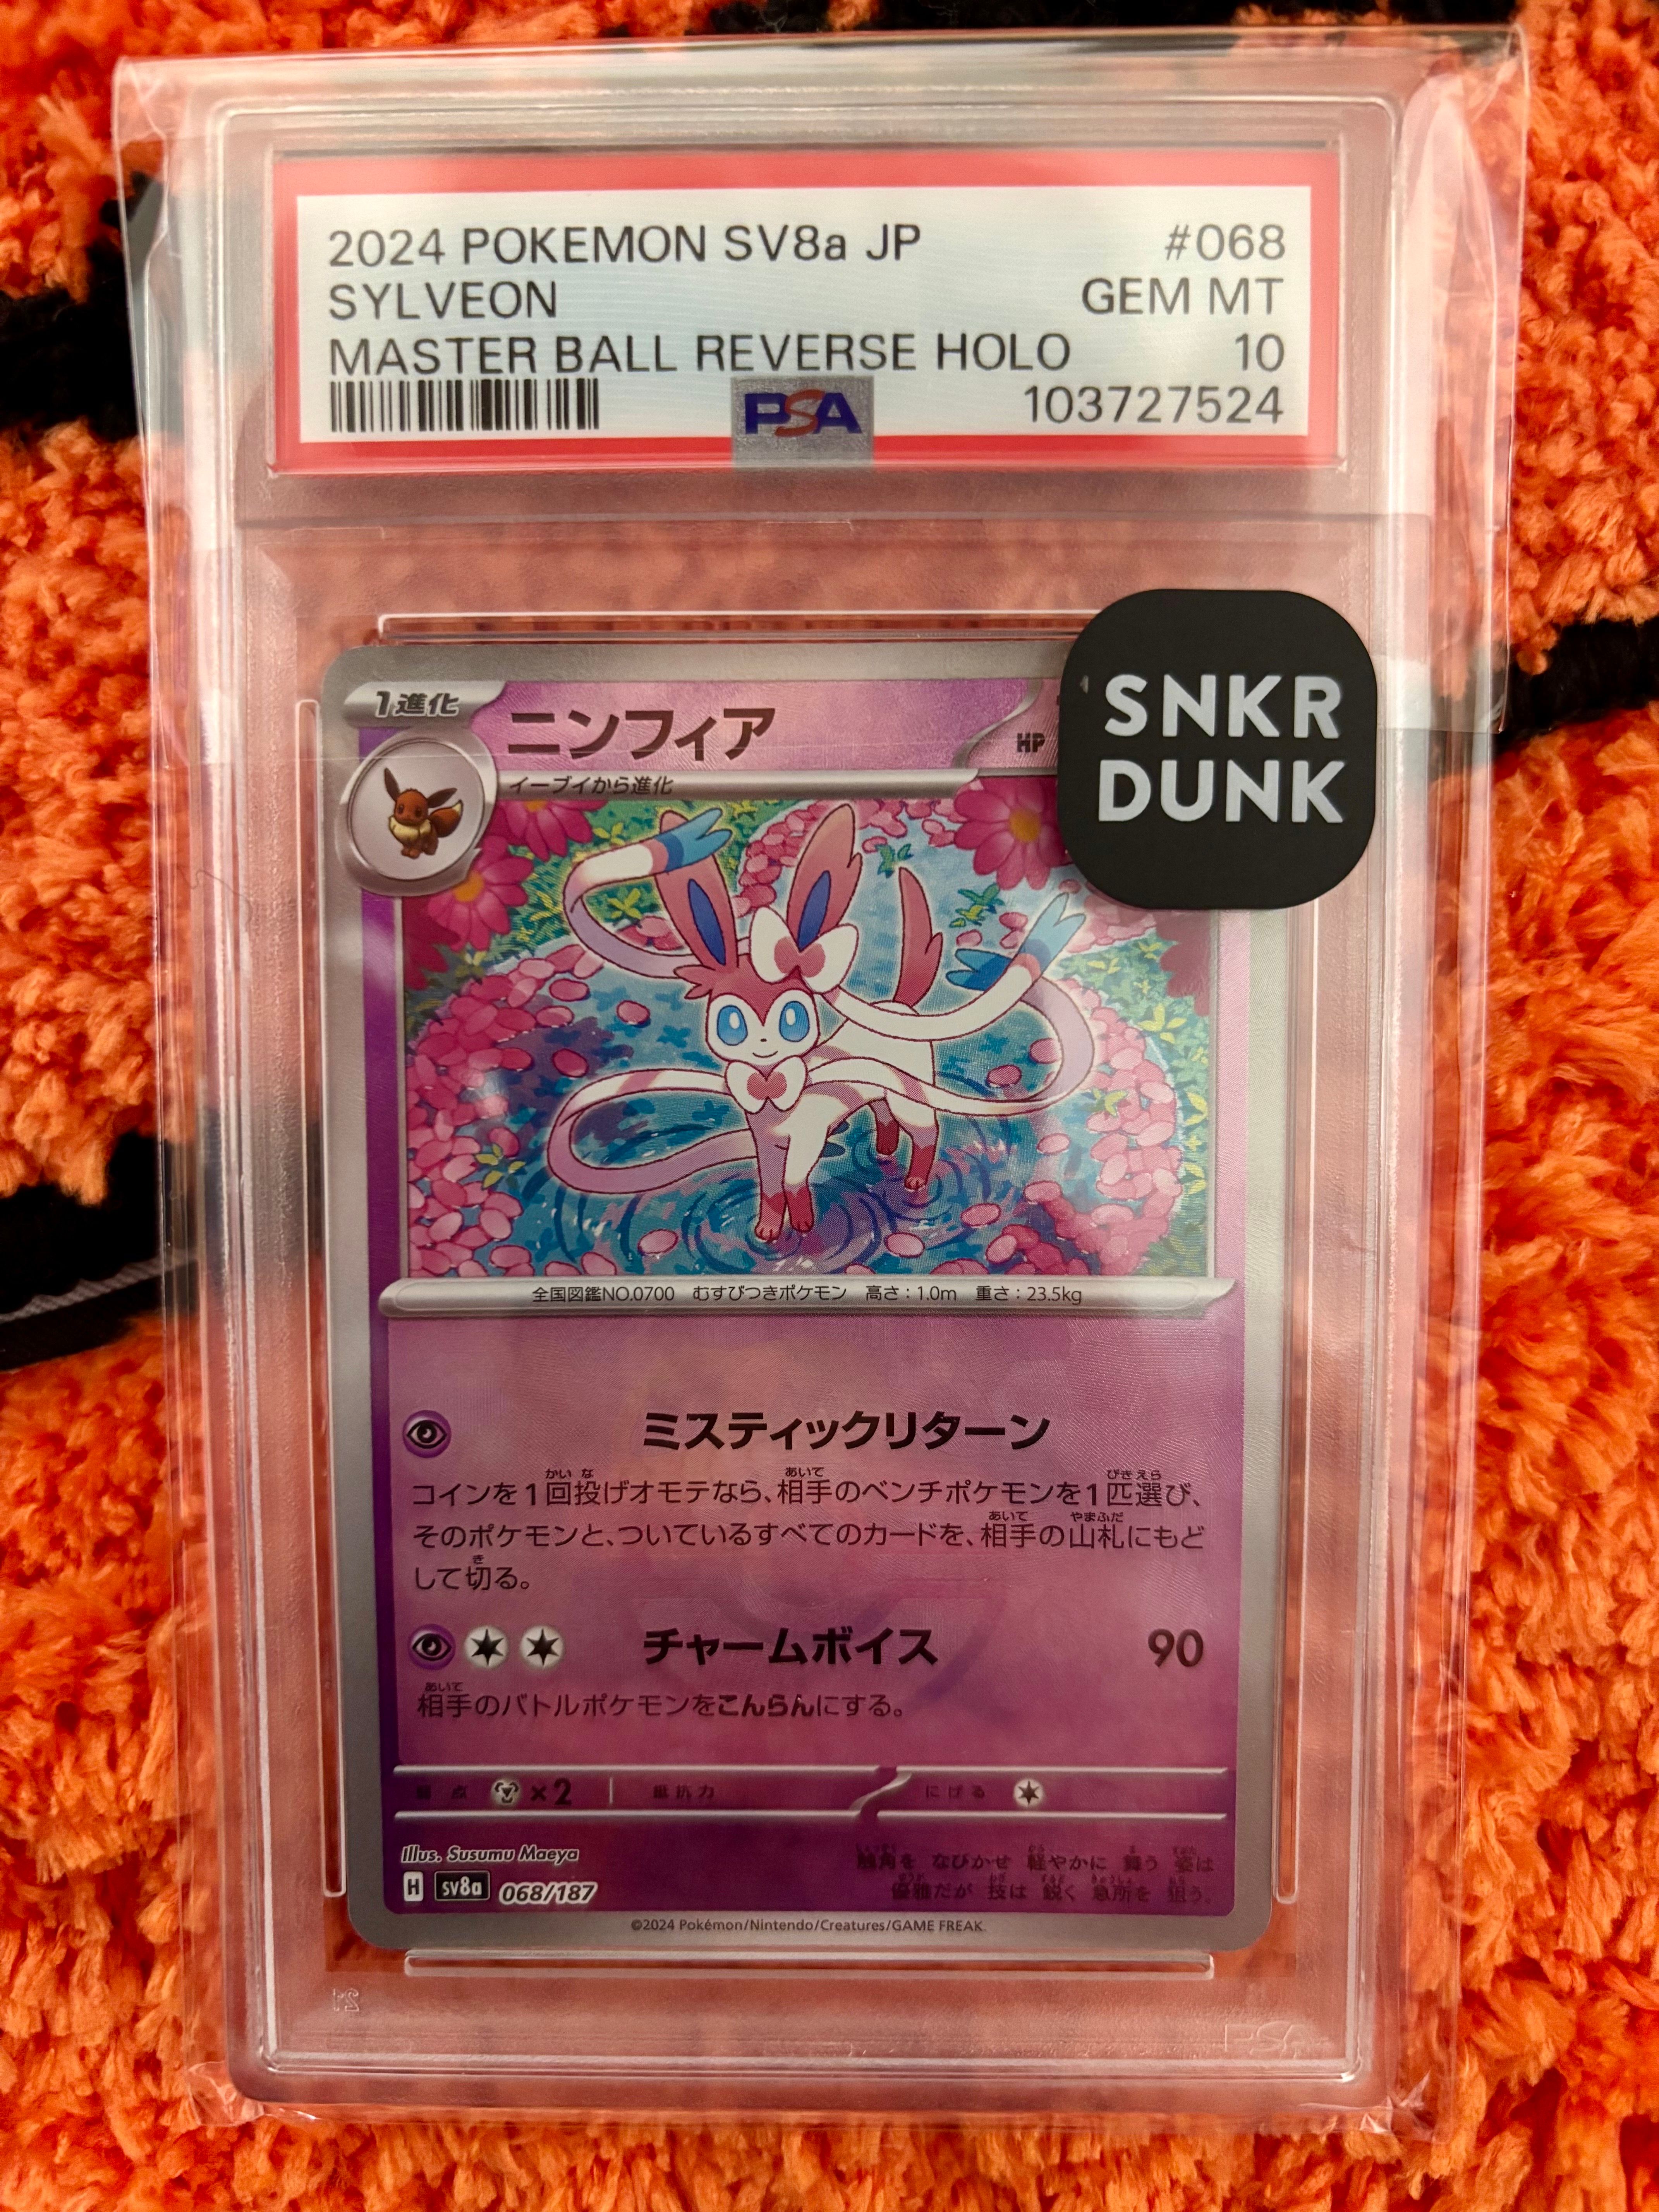 2024 POKEMON SV8a JP #068
SYLVEON GEM MT
MASTER BALL REVERSE HOLO 10
PSA 103727524
SNKR
DUNK
1進化 ニンフィア HP
イーブイから進化
全国図鑑NO.0700 むすびつきポケモン 高さ：1.0m 重さ：23.5kg
ミスティックリターン
コインを1回投げオモテなら、相手のベンチポケモンを1匹選び、
そのポケモンと、ついているすべてのカードを、相手の山札にもど
して切る。
チャームボイス 90
相手のバトルポケモンをこんらんにする。
弱点 ×2 抵抗力 にげる
Illus. Susumu Maeya
触角を なびかせ 軽やかに 舞う 姿は
優雅だが 技は 鋭く 急所を 狙う。
H sv8a 068/187
©2024 Pokémon/Nintendo/Creatures/GAME FREAK.
PSA